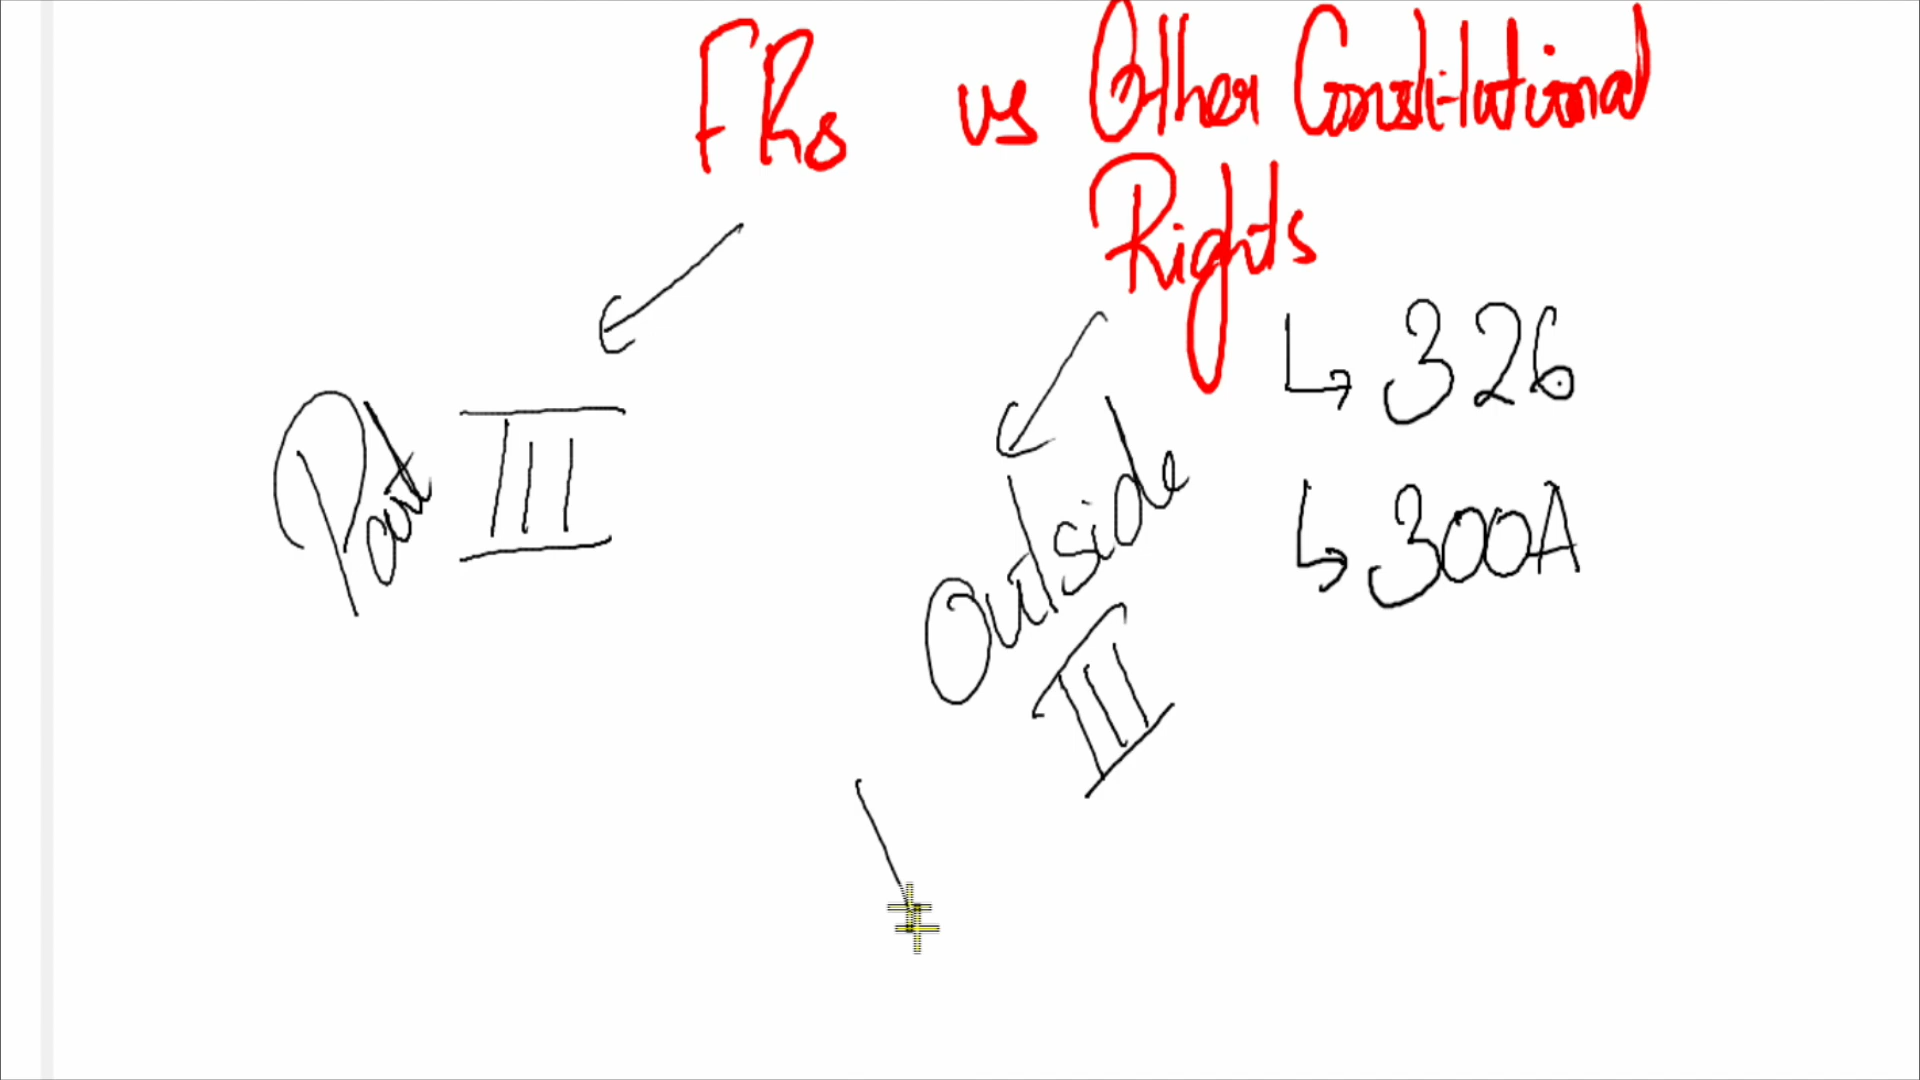 FRs vs Other Constitutional
Rights
Part III
Outside
III
326
300A